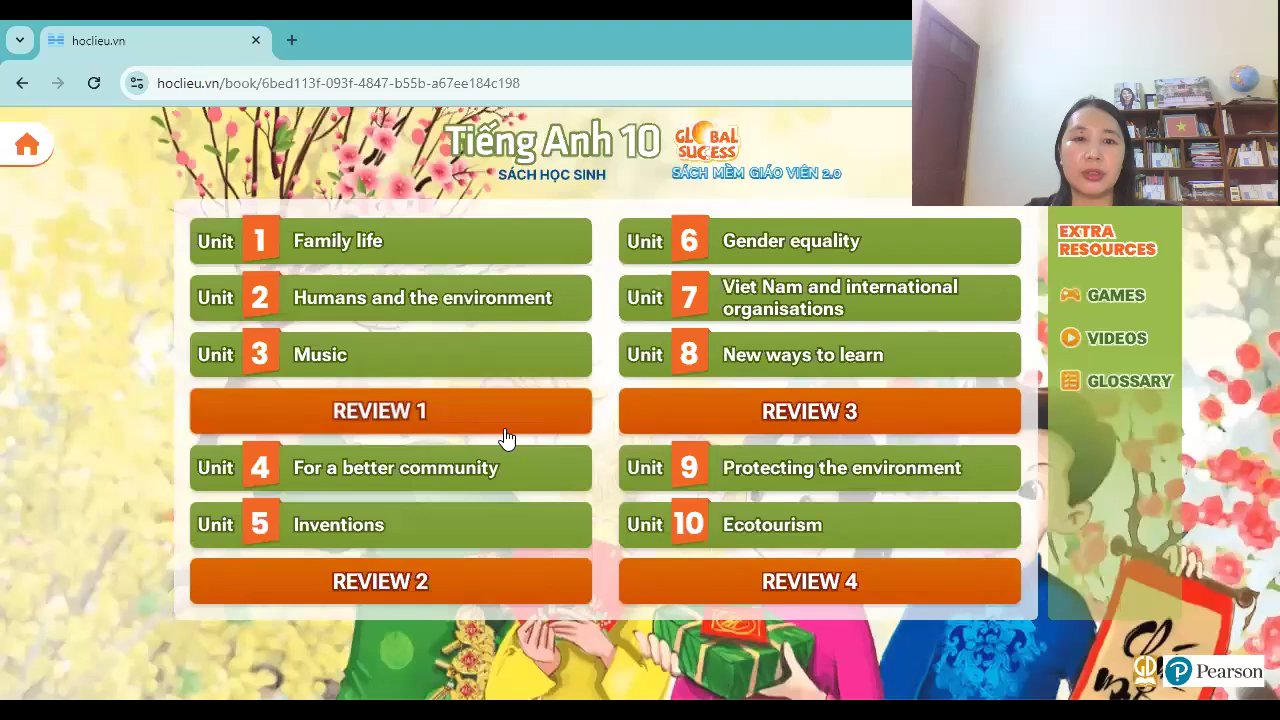 hoclieu.vn
hoclieu.vn/book/6bed113f-093f-4847-b55b-a67ee184c198
Tiếng Anh 10
SÁCH HỌC SINH
GLOBAL
SUCCESS
SÁCH MỀM GIÁO VIÊN 2.0
Unit 1 Family life
Unit 2 Humans and the environment
Unit 3 Music
REVIEW 1
Unit 4 For a better community
Unit 5 Inventions
REVIEW 2
Unit 6 Gender equality
Unit 7 Viet Nam and international
organisations
Unit 8 New ways to learn
REVIEW 3
Unit 9 Protecting the environment
Unit 10 Ecotourism
REVIEW 4
EXTRA
RESOURCES
GAMES
VIDEOS
GLOSSARY
GD
Pearson